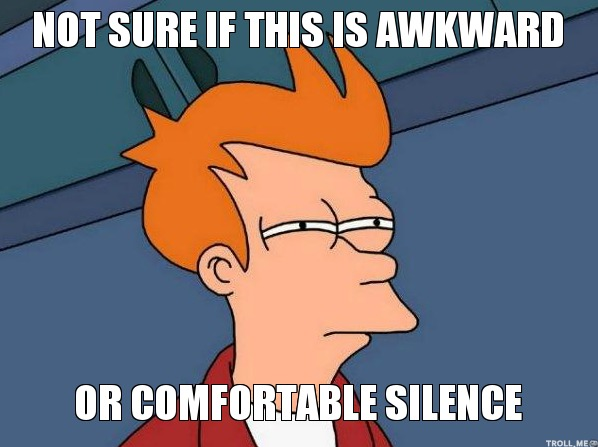 NOT SURE IF THIS IS AWKWARD
OR COMFORTABLE SILENCE
TROLL.ME